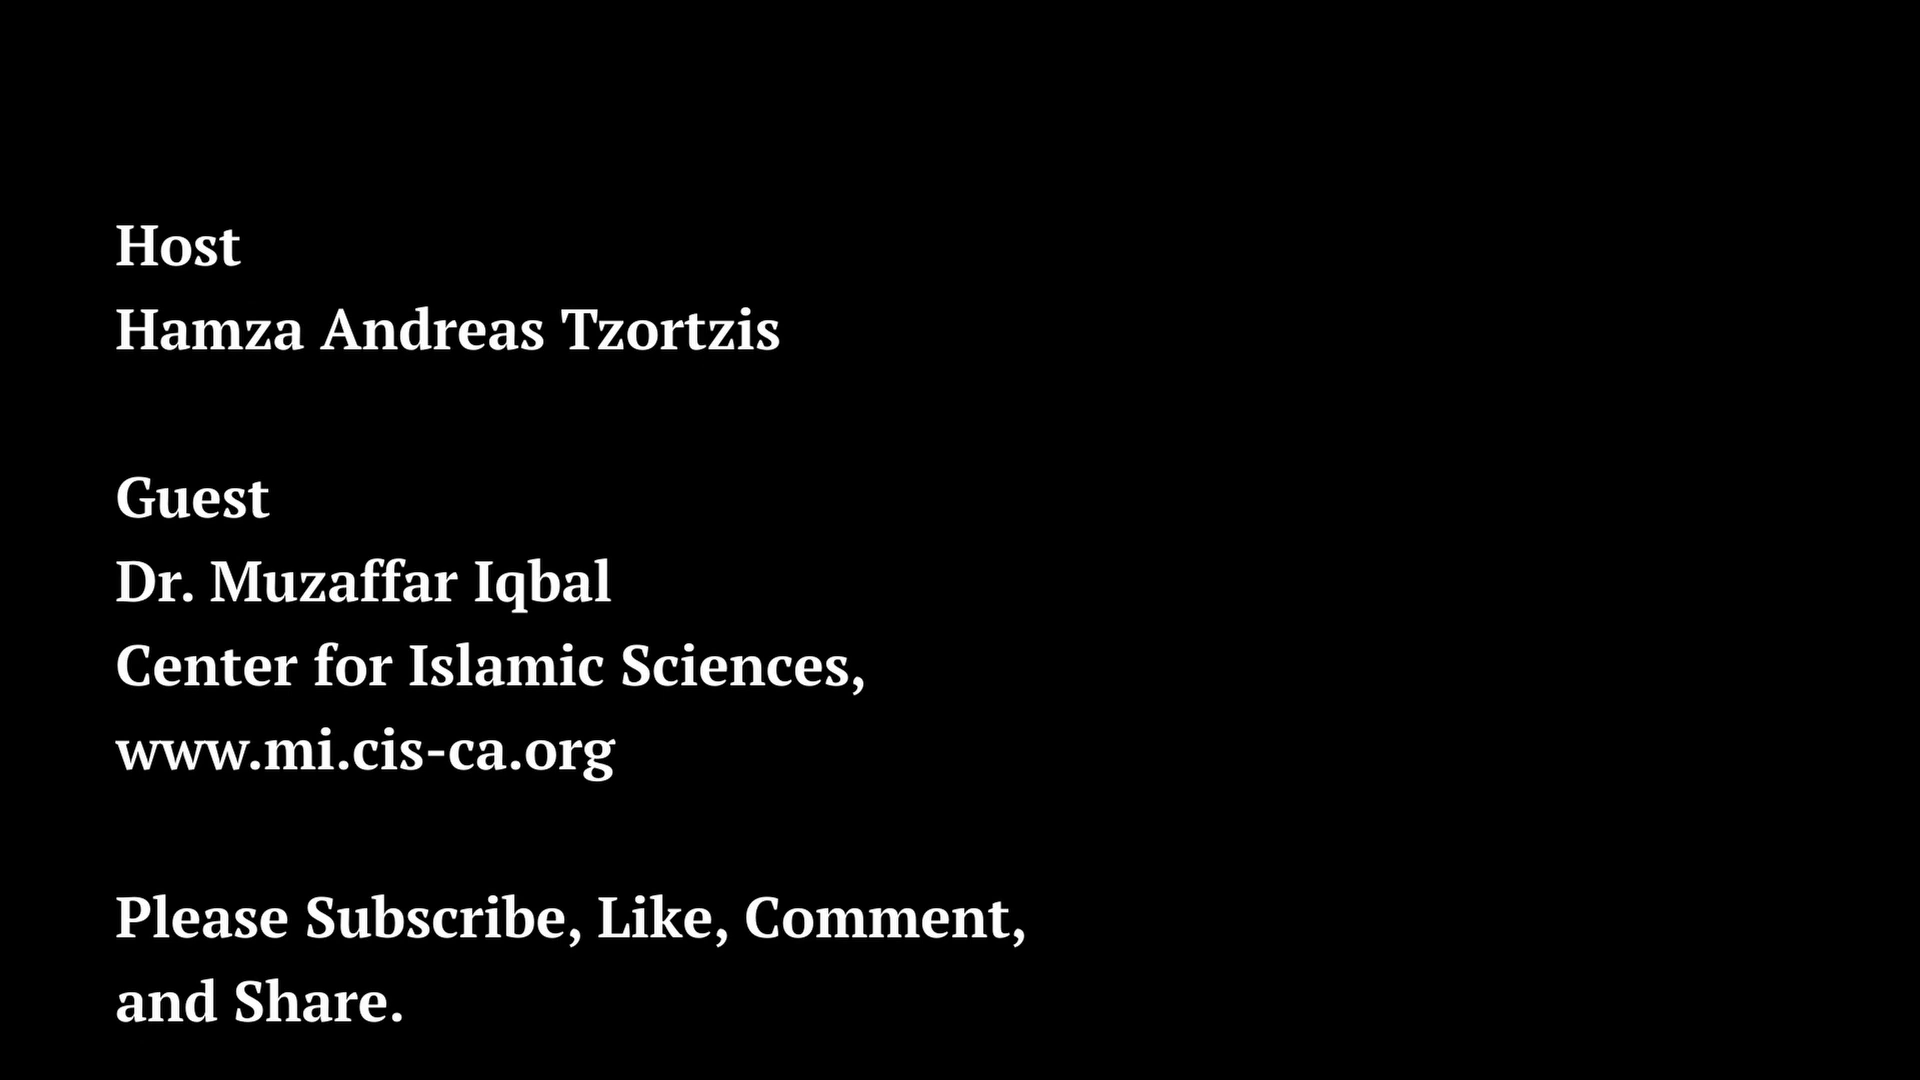 Host
Hamza Andreas Tzortzis
Guest
Dr. Muzaffar Iqbal
Center for Islamic Sciences,
www.mi.cis-ca.org
Please Subscribe, Like, Comment,
and Share.